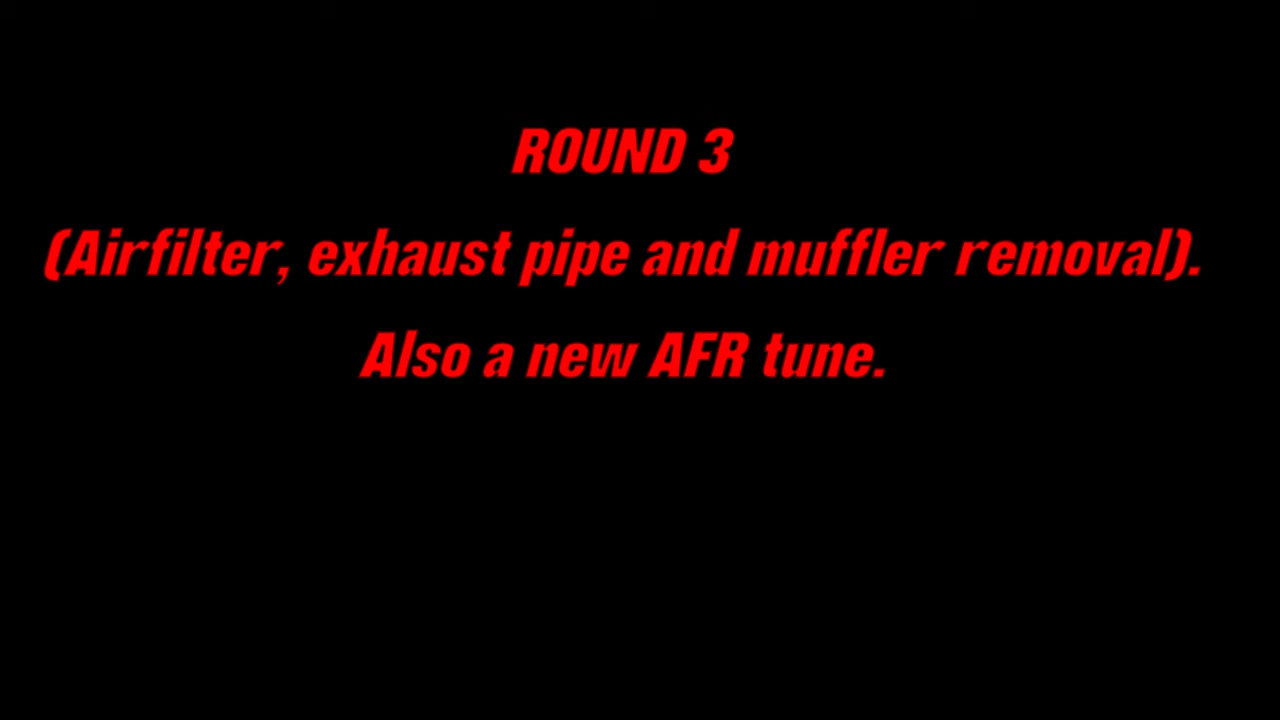 ROUND 3
(Airfilter, exhaust pipe and muffler removal).
Also a new AFR tune.